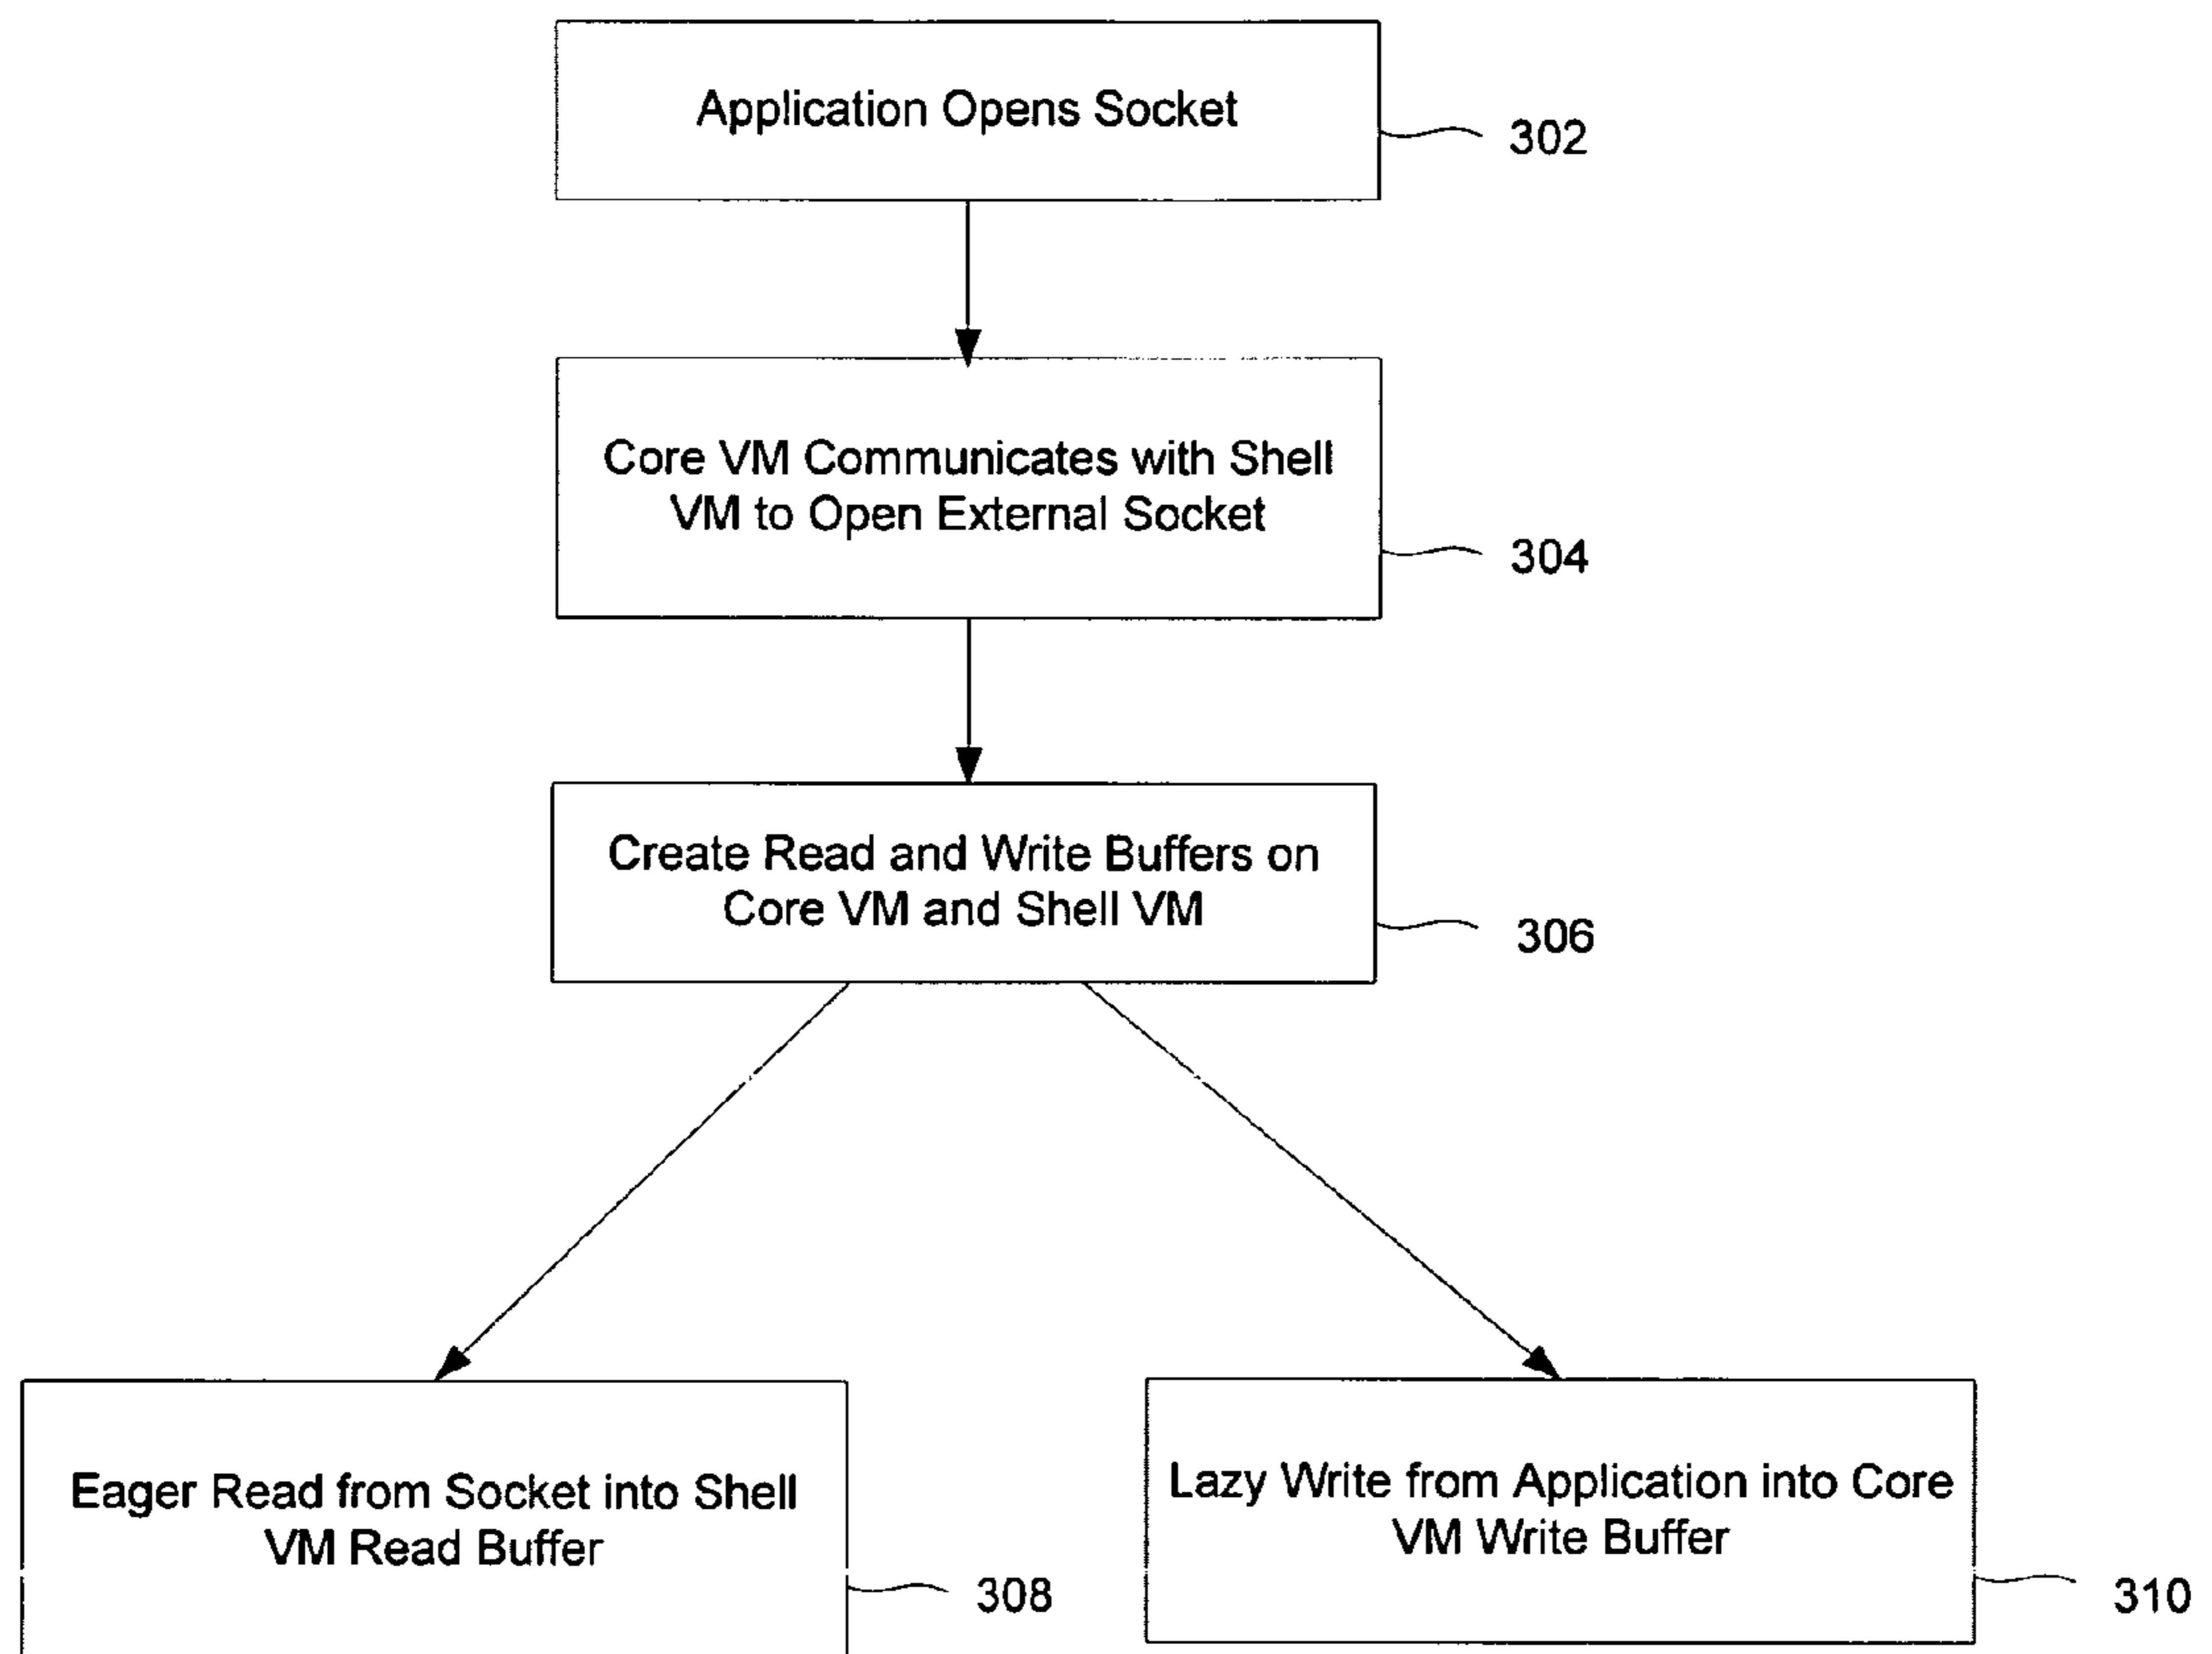 Application Opens Socket
302
Core VM Communicates with Shell
VM to Open External Socket
304
Create Read and Write Buffers on
Core VM and Shell VM
306
Eager Read from Socket into Shell
VM Read Buffer
308
Lazy Write from Application into Core
VM Write Buffer
310